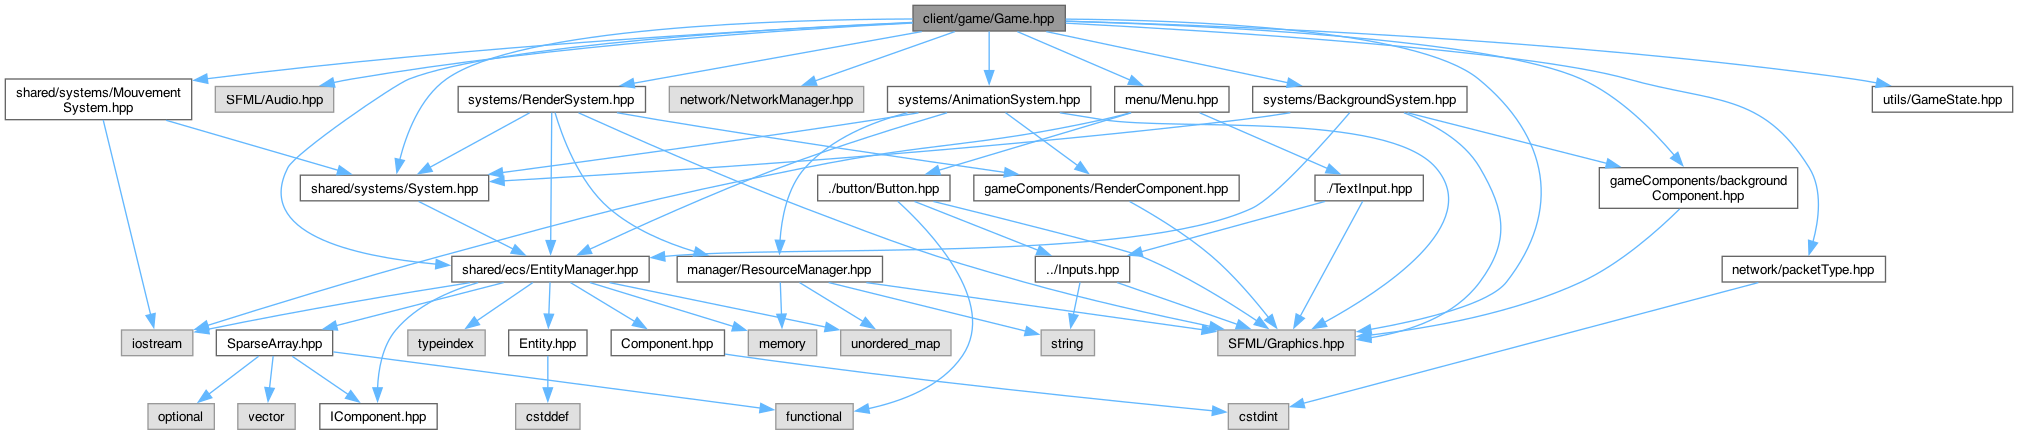 client/game/Game.hpp
shared/systems/Mouvement
System.hpp
SFML/Audio.hpp
systems/RenderSystem.hpp
network/NetworkManager.hpp
systems/AnimationSystem.hpp
menu/Menu.hpp
systems/BackgroundSystem.hpp
utils/GameState.hpp
shared/systems/System.hpp
./button/Button.hpp
gameComponents/RenderComponent.hpp
./TextInput.hpp
gameComponents/background
Component.hpp
shared/ecs/EntityManager.hpp
manager/ResourceManager.hpp
../Inputs.hpp
network/packetType.hpp
iostream
SparseArray.hpp
typeindex
Entity.hpp
Component.hpp
memory
unordered_map
string
SFML/Graphics.hpp
optional
vector
IComponent.hpp
cstddef
functional
cstdint